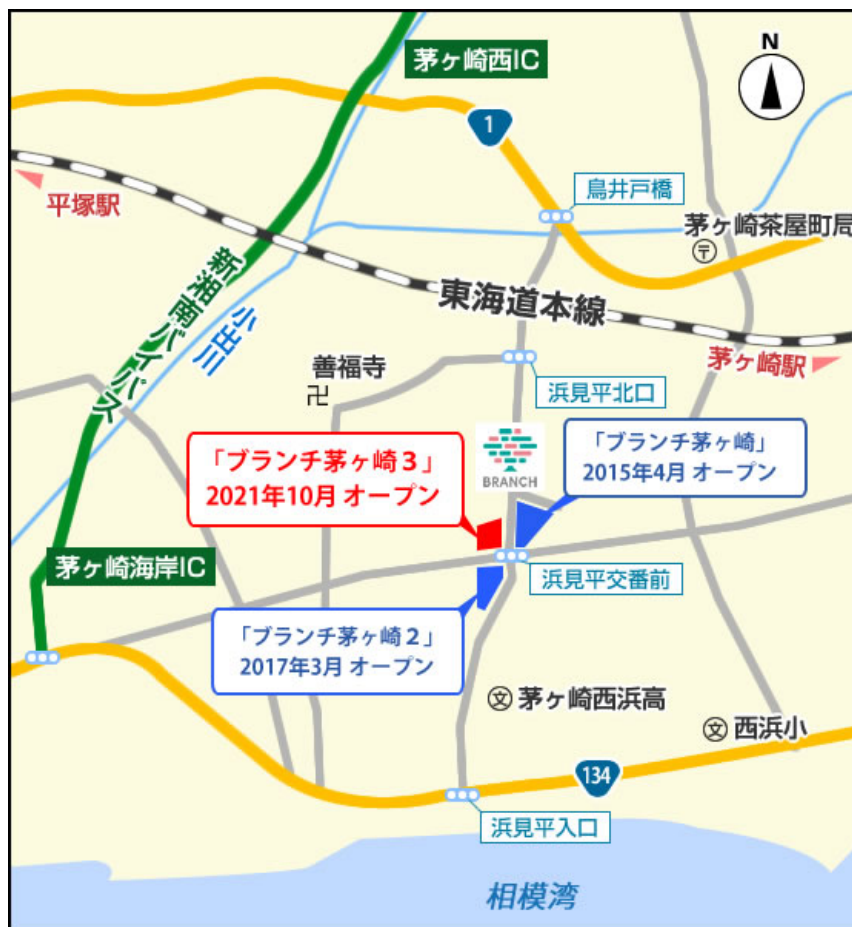 茅ヶ崎西IC
N
1
鳥井戸橋
平塚駅
茅ヶ崎茶屋町局
〒
新湘南バイパス
小出川
東海道本線
茅ヶ崎駅
善福寺
卍
浜見平北口
BRANCH
「ブランチ茅ヶ崎」
2015年4月 オープン
「ブランチ茅ヶ崎3」
2021年10月 オープン
茅ヶ崎海岸IC
浜見平交番前
「ブランチ茅ヶ崎2」
2017年3月 オープン
文 茅ヶ崎西浜高
文 西浜小
134
浜見平入口
相模湾